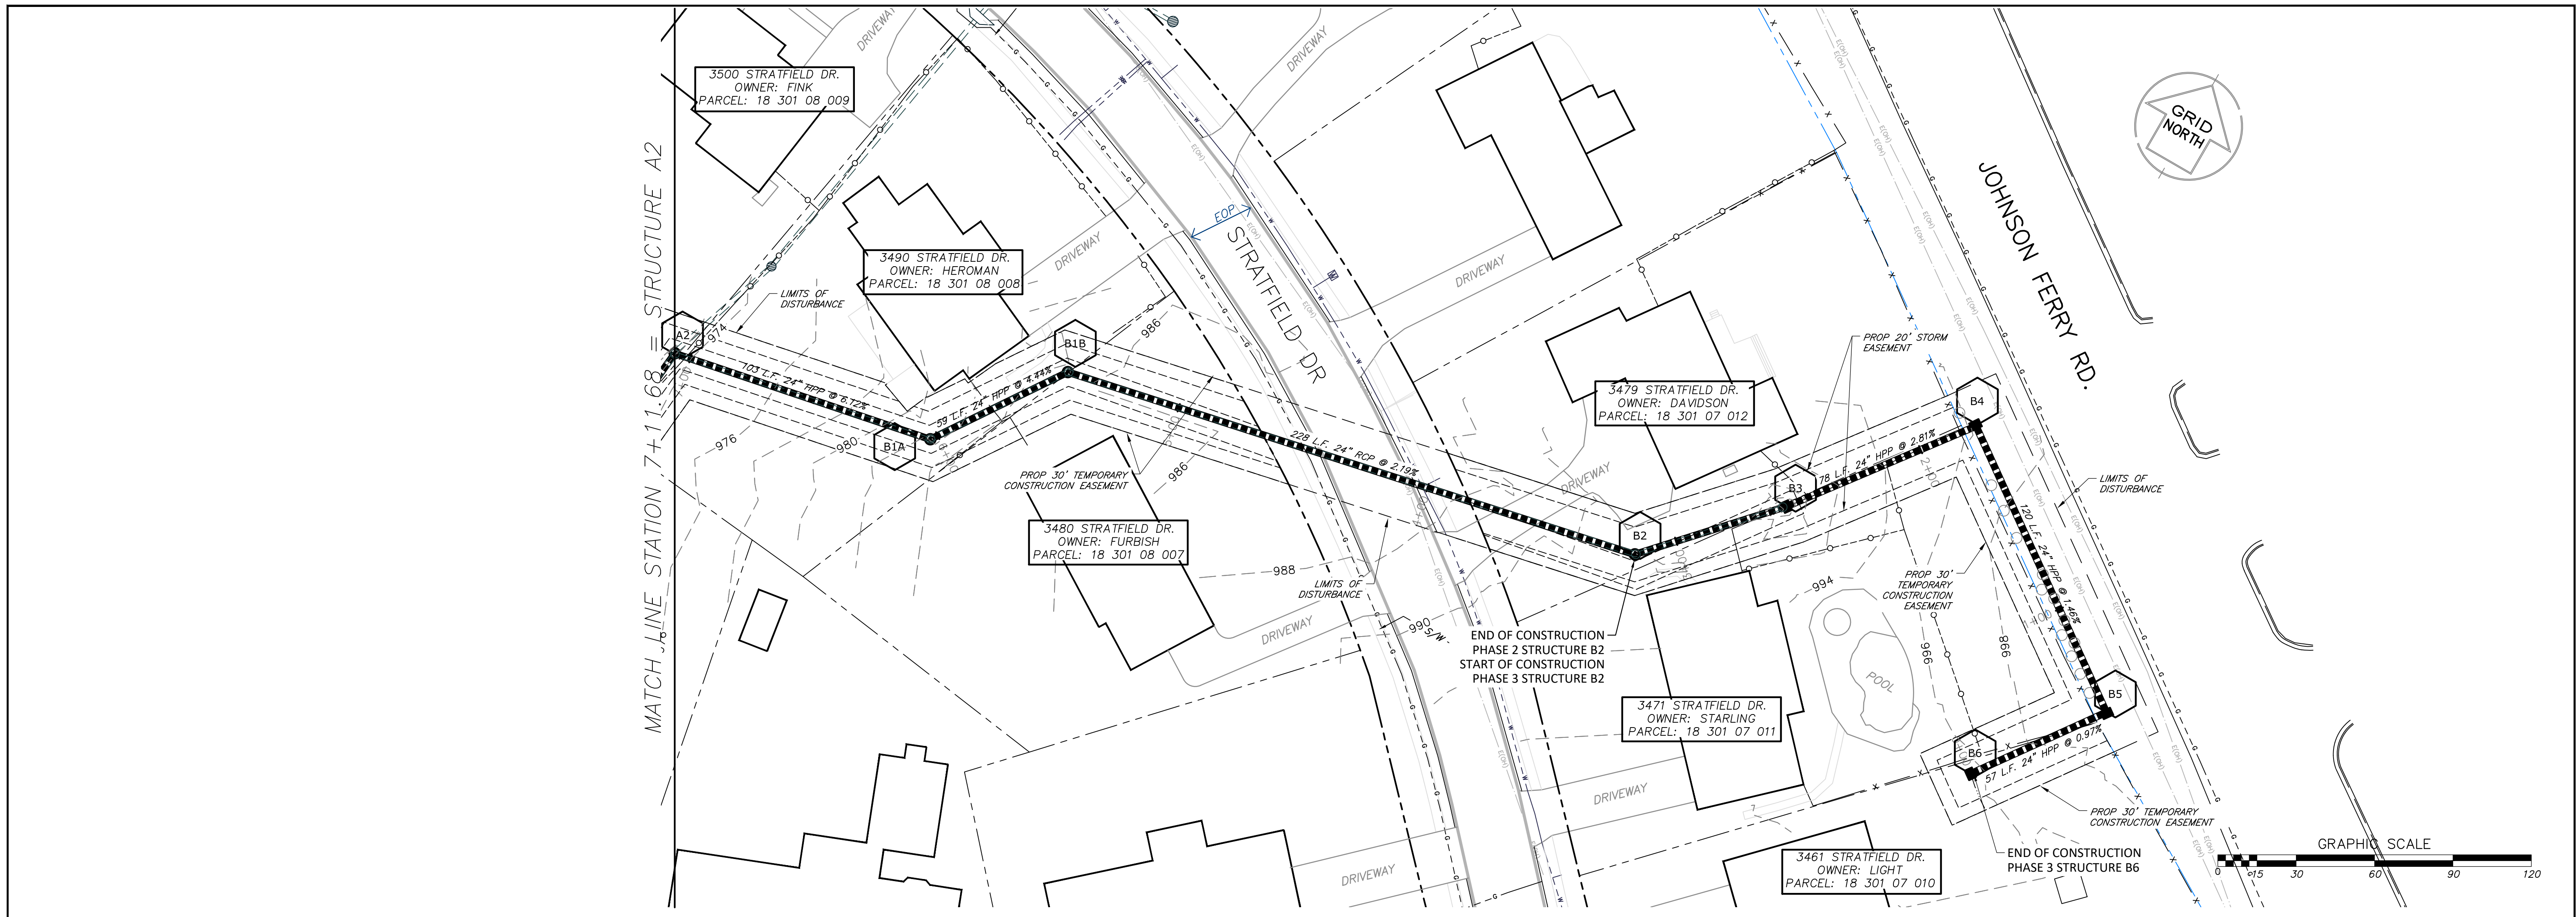 3500 STRATFIELD DR.
OWNER: FINK
PARCEL: 18 301 08 009
DRIVEWAY
DRIVEWAY
GRID
NORTH
JOHNSON FERRY RD.
MATCH LINE STATION 7+11.68 = STRUCTURE A2
EOP
STRATFIELD DR
3490 STRATFIELD DR.
OWNER: HEROMAN
PARCEL: 18 301 08 008
DRIVEWAY
DRIVEWAY
LIMITS OF
DISTURBANCE
A2
974
B1B
986
103 L.F. 24" HPP @ 6.72%
59 L.F. 24" HPP @ 4.44%
B1A
976
980
986
PROP 30' TEMPORARY
CONSTRUCTION EASEMENT
228 L.F. 24" RCP @ 2.19%
PROP 20' STORM
EASEMENT
3479 STRATFIELD DR.
OWNER: DAVIDSON
PARCEL: 18 301 07 012
B4
DRIVEWAY
B3
78 L.F. 24" HPP @ 2.81%
2+00
LIMITS OF
DISTURBANCE
B2
3480 STRATFIELD DR.
OWNER: FURBISH
PARCEL: 18 301 08 007
988
LIMITS OF
DISTURBANCE
994
PROP 30'
TEMPORARY
CONSTRUCTION
EASEMENT
120 L.F. 24" HPP @ 1.46%
1+00
DRIVEWAY
990
S/W
END OF CONSTRUCTION
PHASE 2 STRUCTURE B2
START OF CONSTRUCTION
PHASE 3 STRUCTURE B2
996
998
POOL
B5
3471 STRATFIELD DR.
OWNER: STARLING
PARCEL: 18 301 07 011
B6
57 L.F. 24" HPP @ 0.97%
DRIVEWAY
PROP 30' TEMPORARY
CONSTRUCTION EASEMENT
DRIVEWAY
3461 STRATFIELD DR.
OWNER: LIGHT
PARCEL: 18 301 07 010
END OF CONSTRUCTION
PHASE 3 STRUCTURE B6
GRAPHIC SCALE
0 15 30 60 90 120